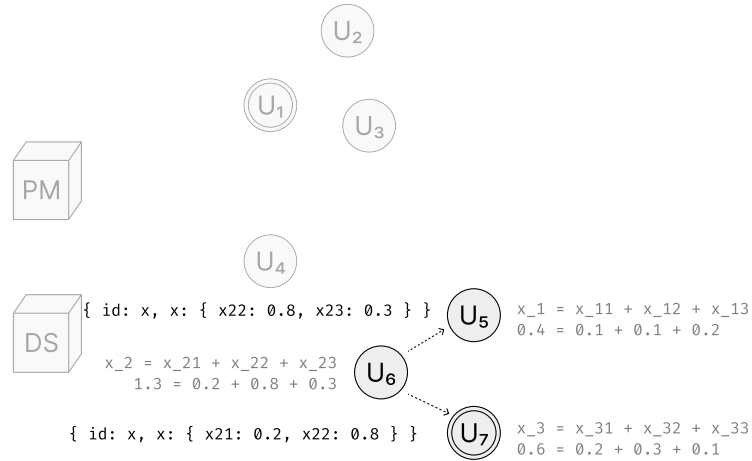 U₂
U₁
U₃
PM
U₄
{ id: x, x: { x22: 0.8, x23: 0.3 } }
U₅
x_1 = x_11 + x_12 + x_13
0.4 = 0.1 + 0.1 + 0.2
DS
x_2 = x_21 + x_22 + x_23
1.3 = 0.2 + 0.8 + 0.3
U₆
{ id: x, x: { x21: 0.2, x22: 0.8 } }
U₇
x_3 = x_31 + x_32 + x_33
0.6 = 0.2 + 0.3 + 0.1